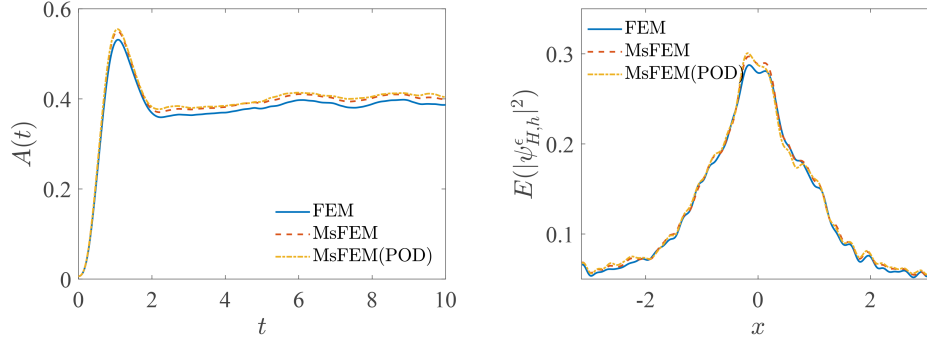 0.6
0.4
0.2
0
A(t)
FEM
MsFEM
MsFEM(POD)
0 2 4 6 8 10
t
0.3
0.2
0.1
E(|ψ^ϵ_{H,h}|^2)
FEM
MsFEM
MsFEM(POD)
-2 0 2
x